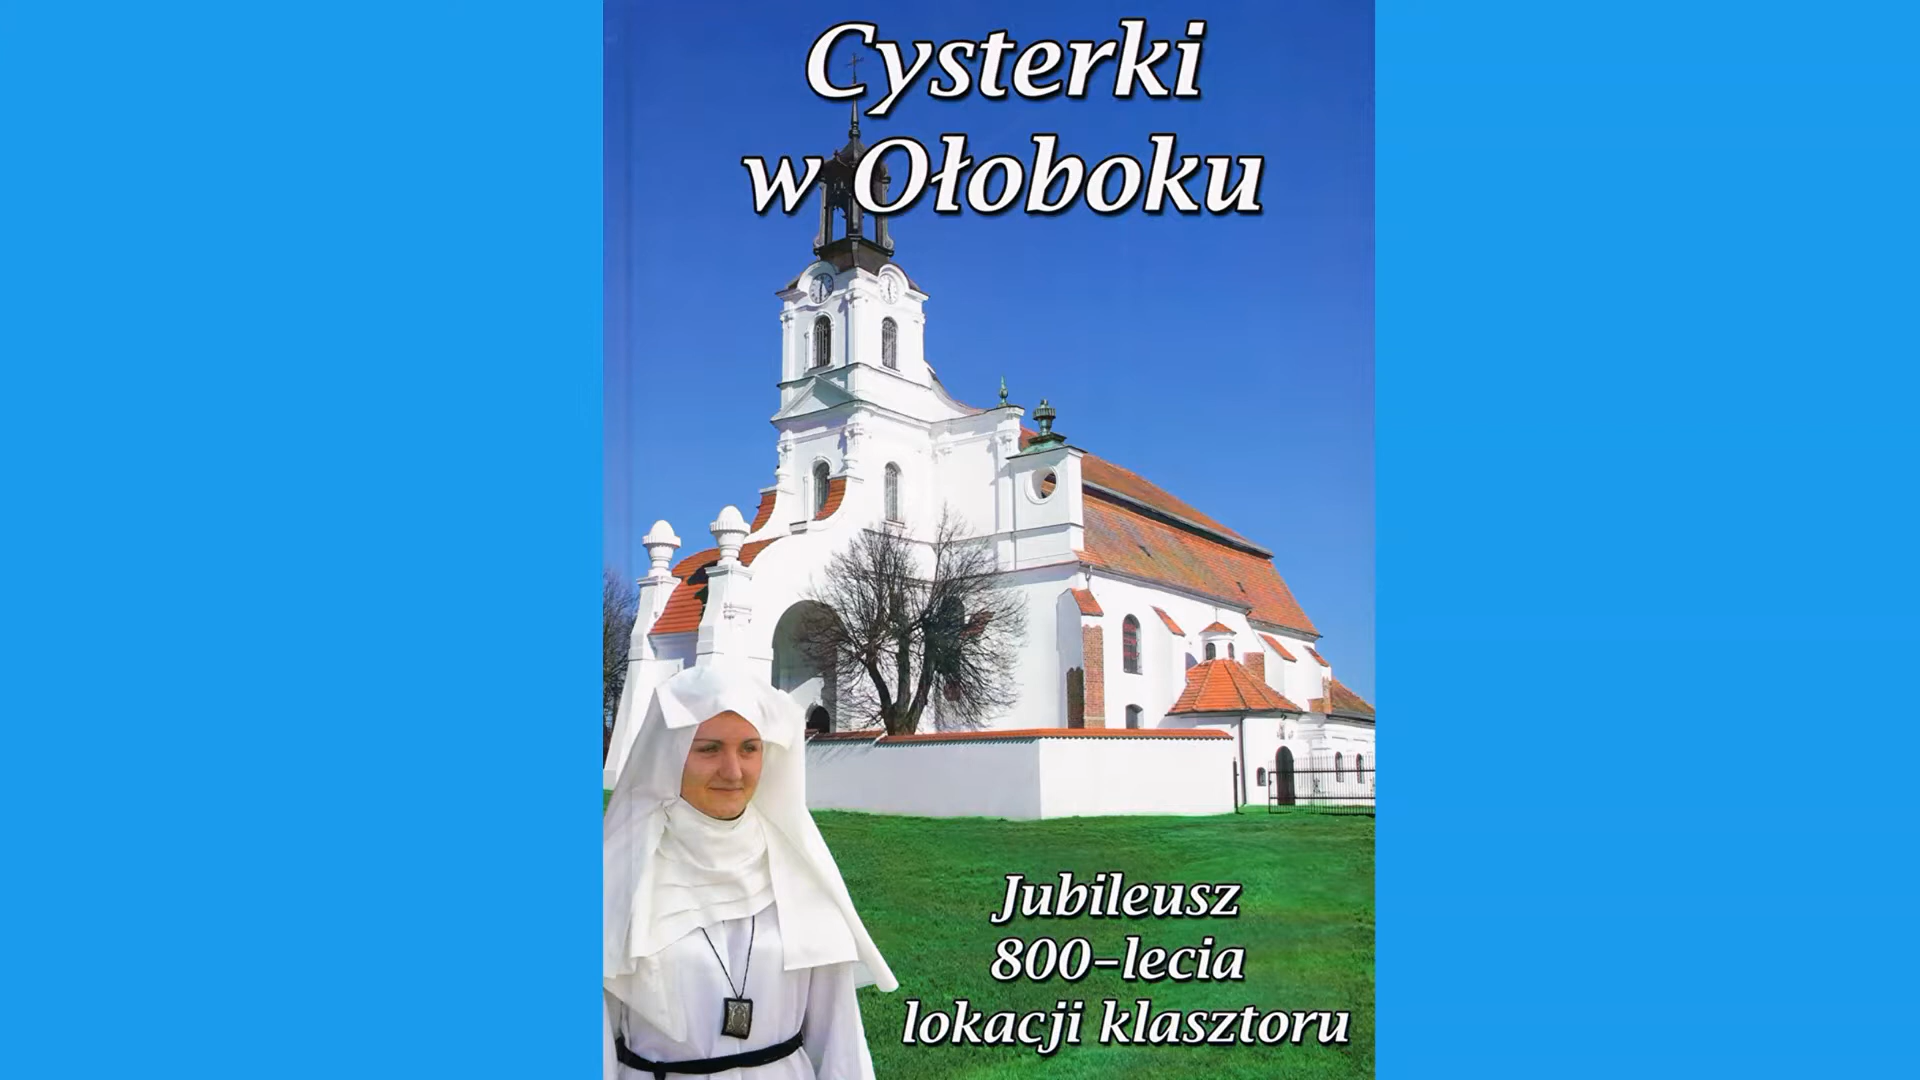 Cysterki
w Ołoboku
Jubileusz
800-lecia
lokacji klasztoru